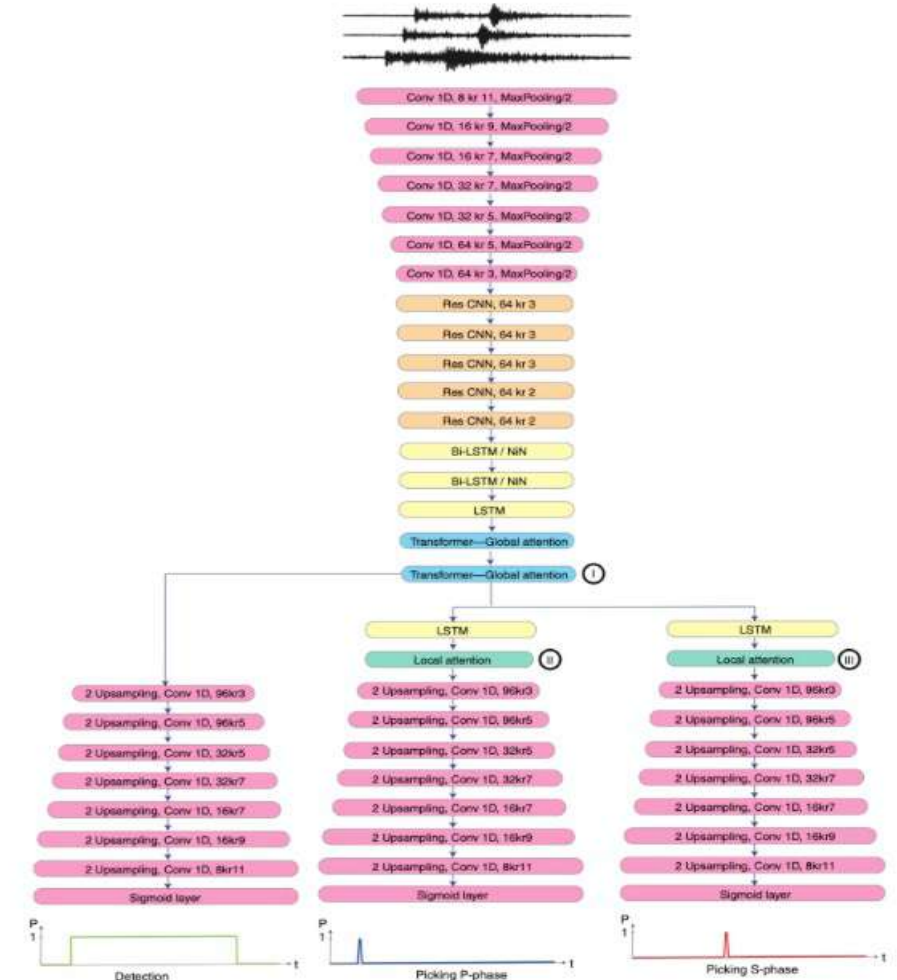 Conv 1D, 8 kr 11, MaxPooling/2
Conv 1D, 16 kr 9, MaxPooling/2
Conv 1D, 16 kr 7, MaxPooling/2
Conv 1D, 32 kr 7, MaxPooling/2
Conv 1D, 32 kr 5, MaxPooling/2
Conv 1D, 64 kr 5, MaxPooling/2
Conv 1D, 64 kr 3, MaxPooling/2
Res CNN, 64 kr 3
Res CNN, 64 kr 3
Res CNN, 64 kr 3
Res CNN, 64 kr 2
Res CNN, 64 kr 2
Bi-LSTM / NiN
Bi-LSTM / NiN
LSTM
Transformer—Global attention
Transformer—Global attention
I
2 Upsampling, Conv 1D, 96kr3
2 Upsampling, Conv 1D, 96kr5
2 Upsampling, Conv 1D, 32kr5
2 Upsampling, Conv 1D, 32kr7
2 Upsampling, Conv 1D, 16kr7
2 Upsampling, Conv 1D, 16kr9
2 Upsampling, Conv 1D, 8kr11
Sigmoid layer
P
1
t
Detection
LSTM
Local attention
II
2 Upsampling, Conv 1D, 96kr3
2 Upsampling, Conv 1D, 96kr5
2 Upsampling, Conv 1D, 32kr5
2 Upsampling, Conv 1D, 32kr7
2 Upsampling, Conv 1D, 16kr7
2 Upsampling, Conv 1D, 16kr9
2 Upsampling, Conv 1D, 8kr11
Sigmoid layer
P
1
t
Picking P-phase
LSTM
Local attention
III
2 Upsampling, Conv 1D, 96kr3
2 Upsampling, Conv 1D, 96kr5
2 Upsampling, Conv 1D, 32kr5
2 Upsampling, Conv 1D, 32kr7
2 Upsampling, Conv 1D, 16kr7
2 Upsampling, Conv 1D, 16kr9
2 Upsampling, Conv 1D, 8kr11
Sigmoid layer
P
1
t
Picking S-phase